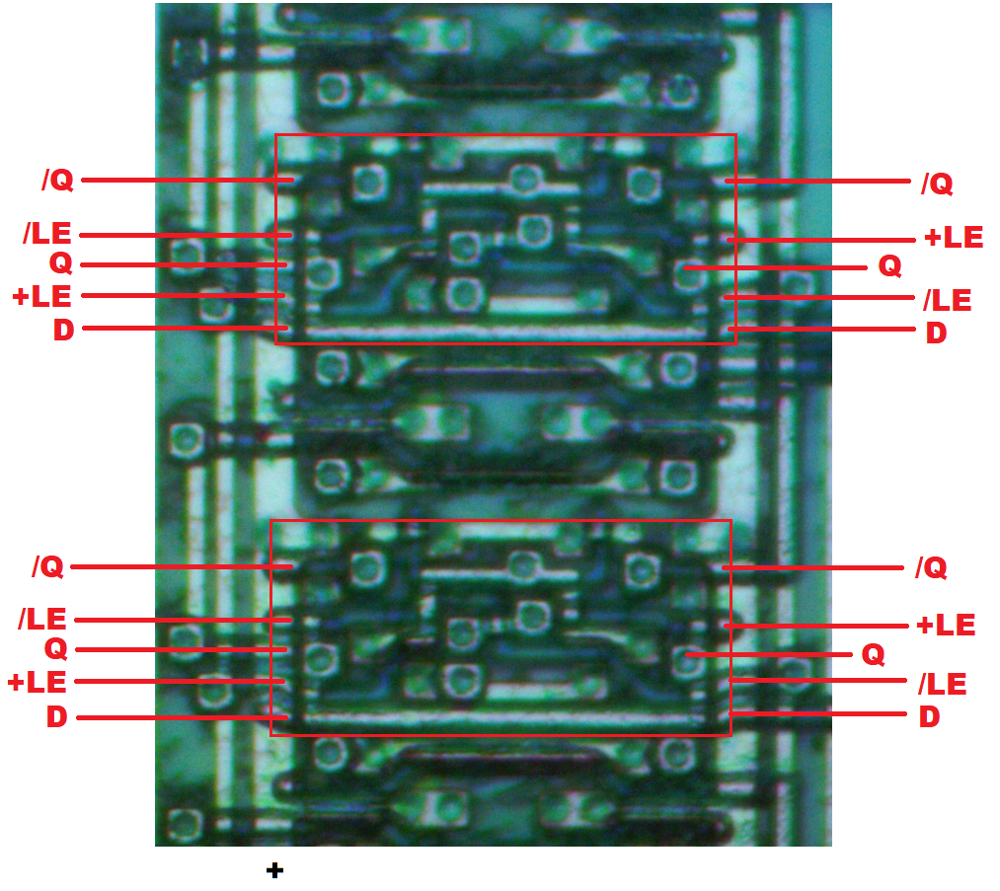 /Q /Q
/LE +LE
Q Q
+LE /LE
D D
/Q /Q
/LE +LE
Q Q
+LE /LE
D D
+